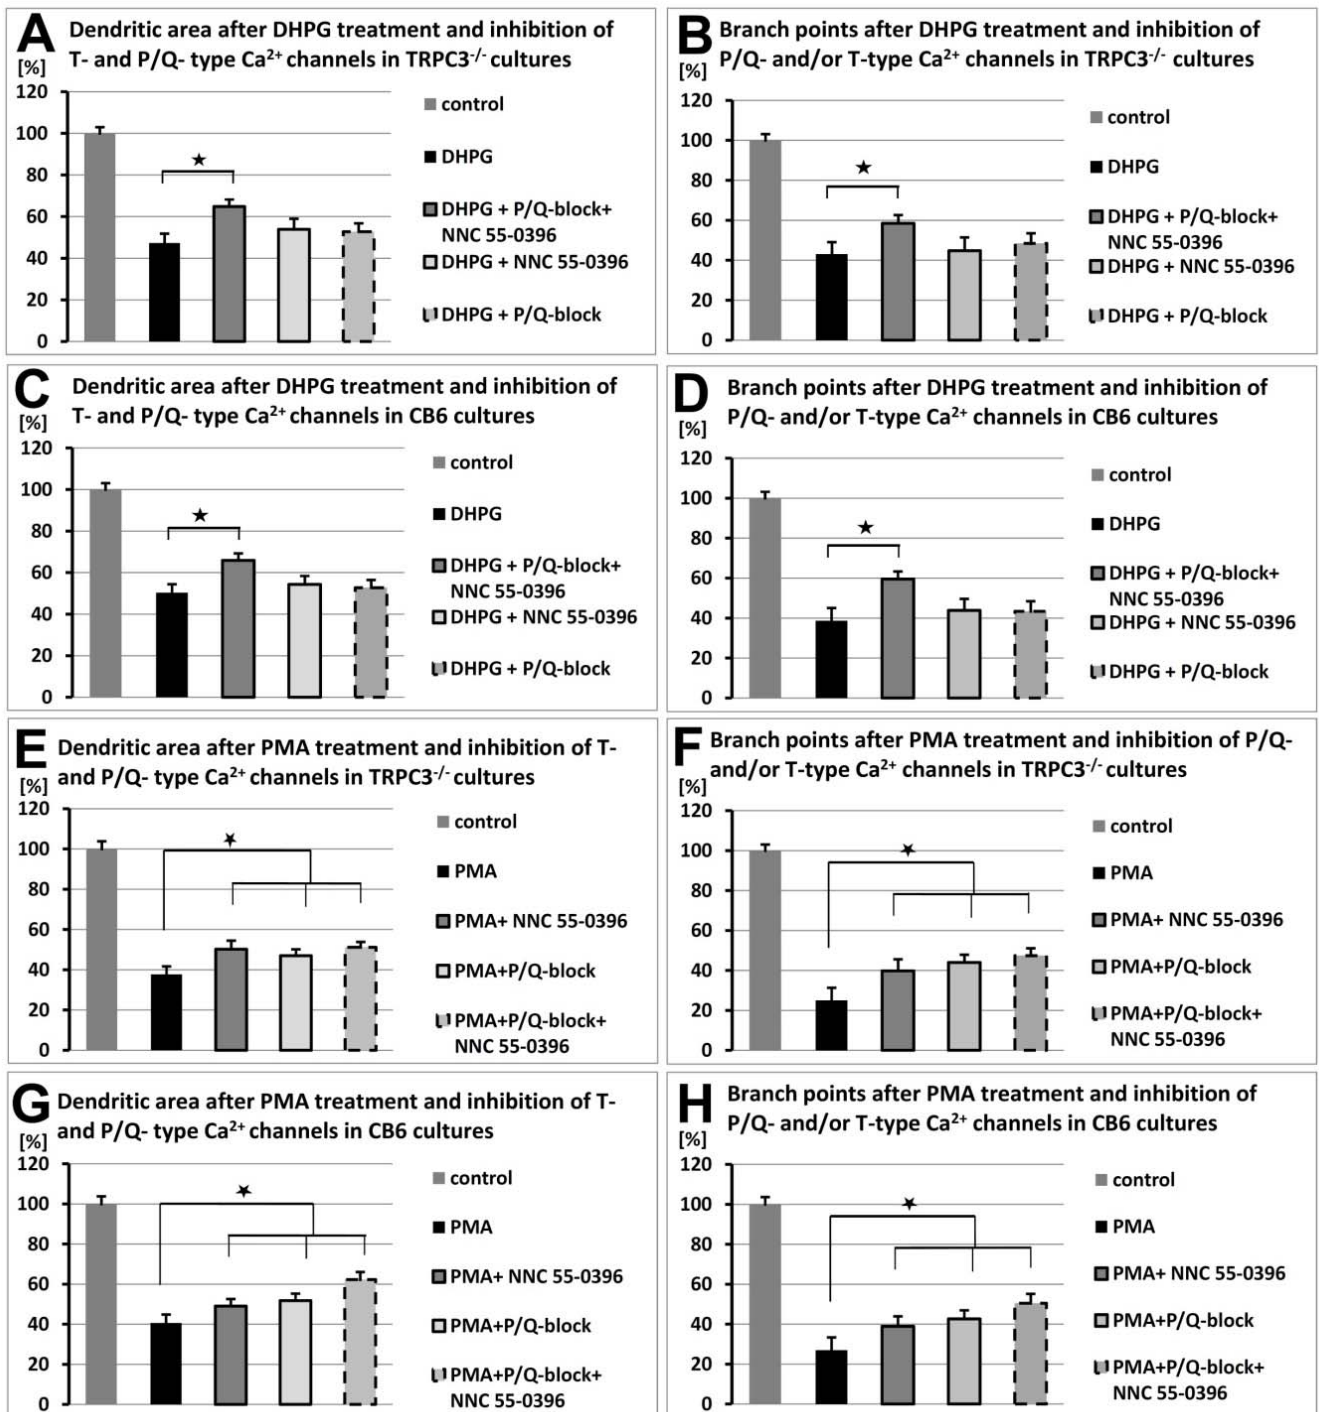 A Dendritic area after DHPG treatment and inhibition of
T- and P/Q- type Ca²⁺ channels in TRPC3⁻/⁻ cultures
[%]
120
100
80
60
40
20
0
★
control
DHPG
DHPG + P/Q-block+
NNC 55-0396
DHPG + NNC 55-0396
DHPG + P/Q-block
B Branch points after DHPG treatment and inhibition of
P/Q- and/or T-type Ca²⁺ channels in TRPC3⁻/⁻ cultures
[%]
120
100
80
60
40
20
0
★
control
DHPG
DHPG + P/Q-block+
NNC 55-0396
DHPG + NNC 55-0396
DHPG + P/Q-block
C Dendritic area after DHPG treatment and inhibition of
T- and P/Q- type Ca²⁺ channels in CB6 cultures
[%]
120
100
80
60
40
20
0
★
control
DHPG
DHPG + P/Q-block+
NNC 55-0396
DHPG + NNC 55-0396
DHPG + P/Q-block
D Branch points after DHPG treatment and inhibition of
P/Q- and/or T-type Ca²⁺ channels in CB6 cultures
[%]
120
100
80
60
40
20
0
★
control
DHPG
DHPG + P/Q-block+
NNC 55-0396
DHPG + NNC 55-0396
DHPG + P/Q-block
E Dendritic area after PMA treatment and inhibition of T-
and P/Q- type Ca²⁺ channels in TRPC3⁻/⁻ cultures
[%]
120
100
80
60
40
20
0
★
control
PMA
PMA+ NNC 55-0396
PMA+P/Q-block
PMA+P/Q-block+
NNC 55-0396
F Branch points after PMA treatment and inhibition of P/Q-
and/or T-type Ca²⁺ channels in TRPC3⁻/⁻ cultures
[%]
120
100
80
60
40
20
0
★
control
PMA
PMA+ NNC 55-0396
PMA+P/Q-block
PMA+P/Q-block+
NNC 55-0396
G Dendritic area after PMA treatment and inhibition of T-
and P/Q- type Ca²⁺ channels in CB6 cultures
[%]
120
100
80
60
40
20
0
★
control
PMA
PMA+ NNC 55-0396
PMA+P/Q-block
PMA+P/Q-block+
NNC 55-0396
H Branch points after PMA treatment and inhibition of
P/Q- and/or T-type Ca²⁺ channels in CB6 cultures
[%]
120
100
80
60
40
20
0
★
control
PMA
PMA+ NNC 55-0396
PMA+P/Q-block
PMA+P/Q-block+
NNC 55-0396